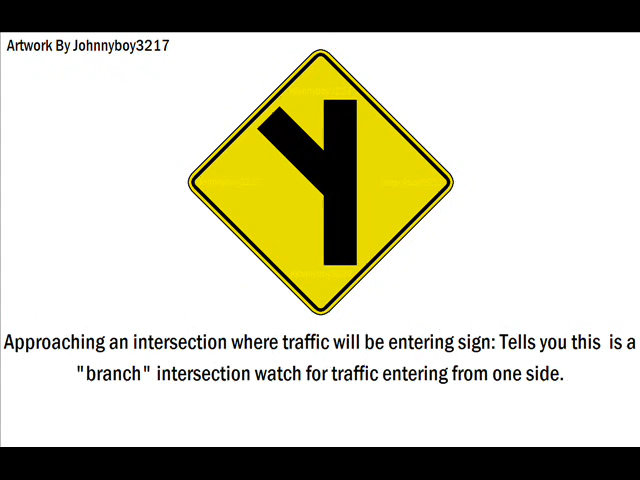 Artwork By Johnnyboy3217
Approaching an intersection where traffic will be entering sign: Tells you this  is a
"branch" intersection watch for traffic entering from one side.